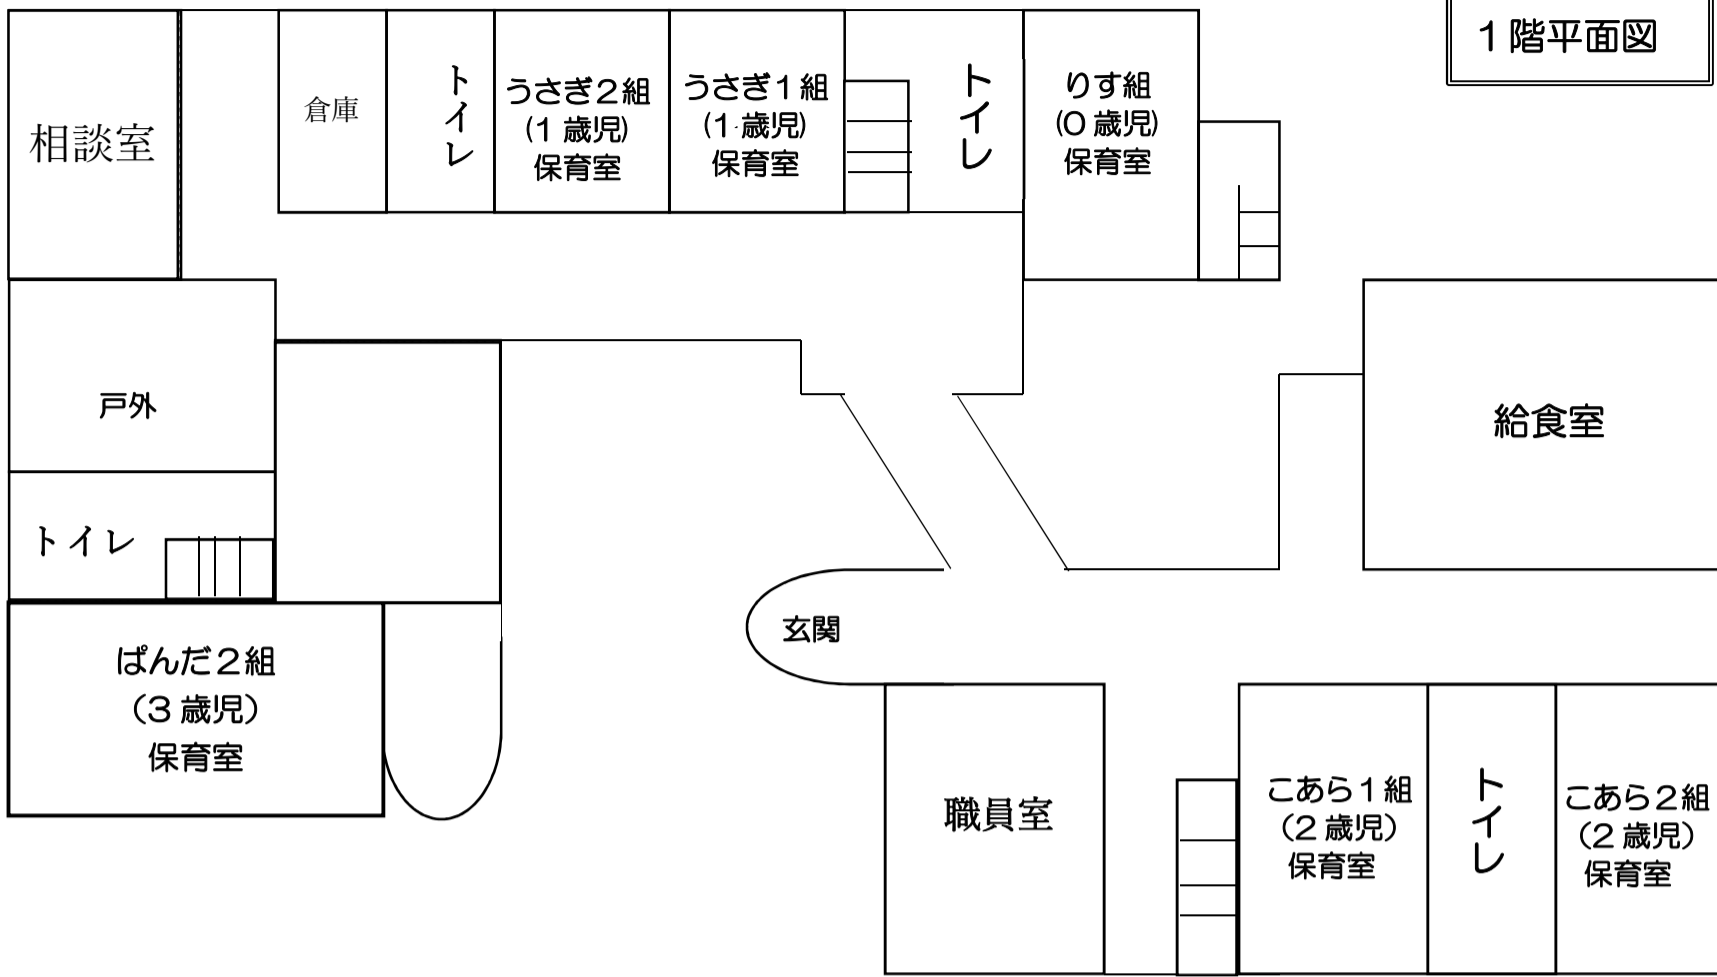 １階平面図
相談室
倉庫
トイレ
うさぎ２組
(１歳児)
保育室
うさぎ１組
(１歳児)
保育室
トイレ
りす組
(０歳児)
保育室
戸外
給食室
トイレ
玄関
ぱんだ２組
（３歳児）
保育室
職員室
こあら１組
（２歳児）
保育室
トイレ
こあら２組
（２歳児）
保育室